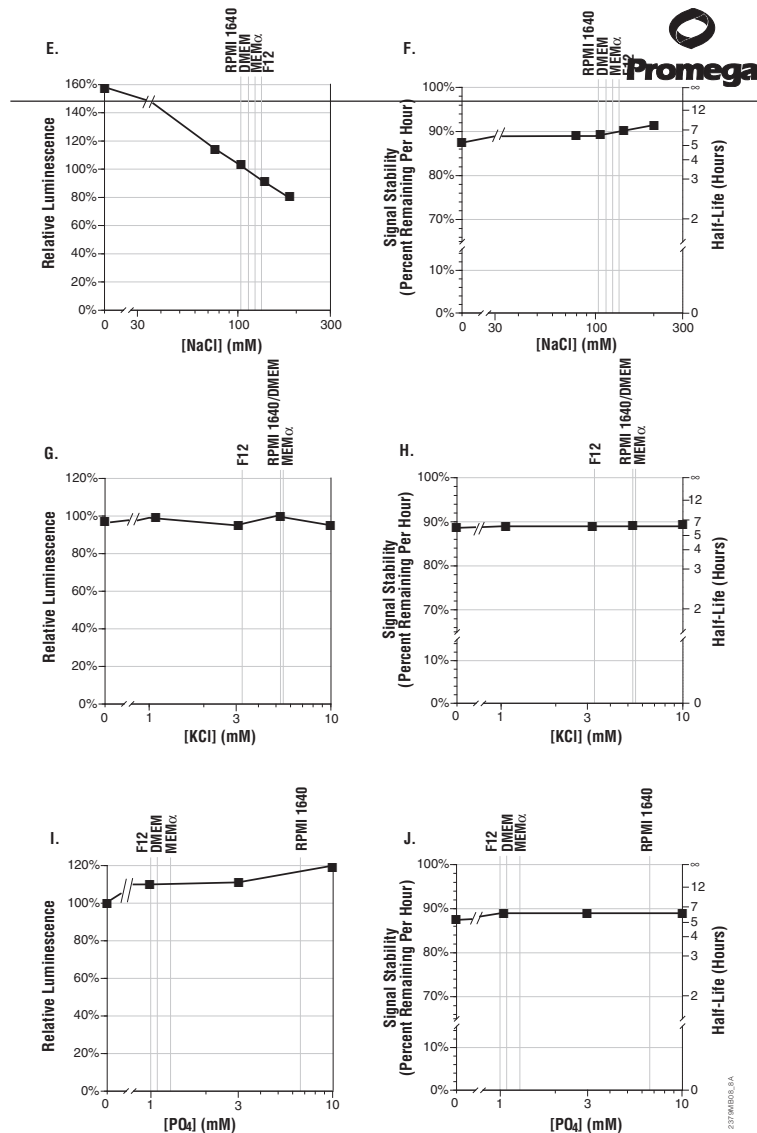 E.
RPMI 1640
DMEM
MEMα
F12
160%
140%
120%
100%
80%
60%
40%
20%
0%
Relative Luminescence
0 30 100 300
[NaCl] (mM)
F.
RPMI 1640
DMEM
MEMα
F12
Promega
100%
90%
80%
70%
10%
0%
Signal Stability
(Percent Remaining Per Hour)
∞
12
7
5
4
3
2
0
Half-Life (Hours)
0 30 100 300
[NaCl] (mM)
G.
F12
RPMI 1640/DMEM
MEMα
120%
100%
80%
60%
40%
20%
0%
Relative Luminescence
0 1 3 10
[KCl] (mM)
H.
F12
RPMI 1640/DMEM
MEMα
100%
90%
80%
70%
10%
0%
Signal Stability
(Percent Remaining Per Hour)
∞
12
7
5
4
3
2
0
Half-Life (Hours)
0 1 3 10
[KCl] (mM)
I.
F12
DMEM
MEMα
RPMI 1640
120%
100%
80%
60%
40%
20%
0%
Relative Luminescence
0 1 3 10
[PO4] (mM)
J.
F12
DMEM
MEMα
RPMI 1640
100%
90%
80%
70%
10%
0%
Signal Stability
(Percent Remaining Per Hour)
∞
12
7
5
4
3
2
0
Half-Life (Hours)
0 1 3 10
[PO4] (mM)
2379MB08_8A